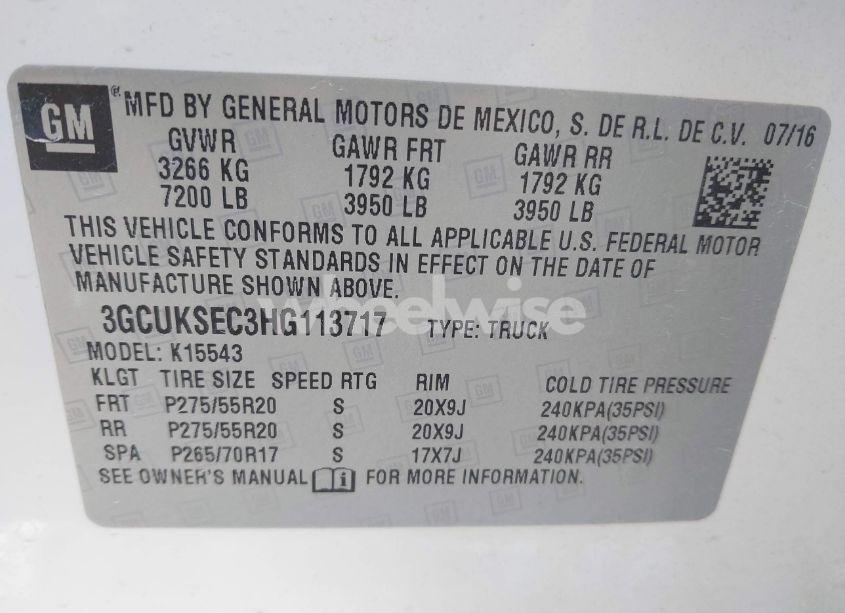 GM ® MFD BY GENERAL MOTORS DE MEXICO, S. DE R.L. DE C.V. 07/16
GVWR GAWR FRT GAWR RR
3266 KG 1792 KG 1792 KG
7200 LB 3950 LB 3950 LB
THIS VEHICLE CONFORMS TO ALL APPLICABLE U.S. FEDERAL MOTOR
VEHICLE SAFETY STANDARDS IN EFFECT ON THE DATE OF
MANUFACTURE SHOWN ABOVE.
wheelwise
3GCUKSEC3HG113717 TYPE: TRUCK
MODEL: K15543
KLGT TIRE SIZE SPEED RTG RIM COLD TIRE PRESSURE
FRT P275/55R20 S 20X9J 240KPA(35PSI)
RR P275/55R20 S 20X9J 240KPA(35PSI)
SPA P265/70R17 S 17X7J 240KPA(35PSI)
SEE OWNER'S MANUAL FOR MORE INFORMATION.